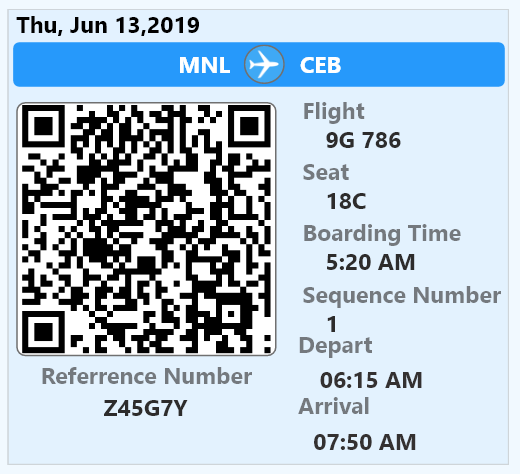 Thu, Jun 13,2019
MNL CEB
Flight
9G 786
Seat
18C
Boarding Time
5:20 AM
Sequence Number
1
Depart
06:15 AM
Arrival
07:50 AM
Referrence Number
Z45G7Y